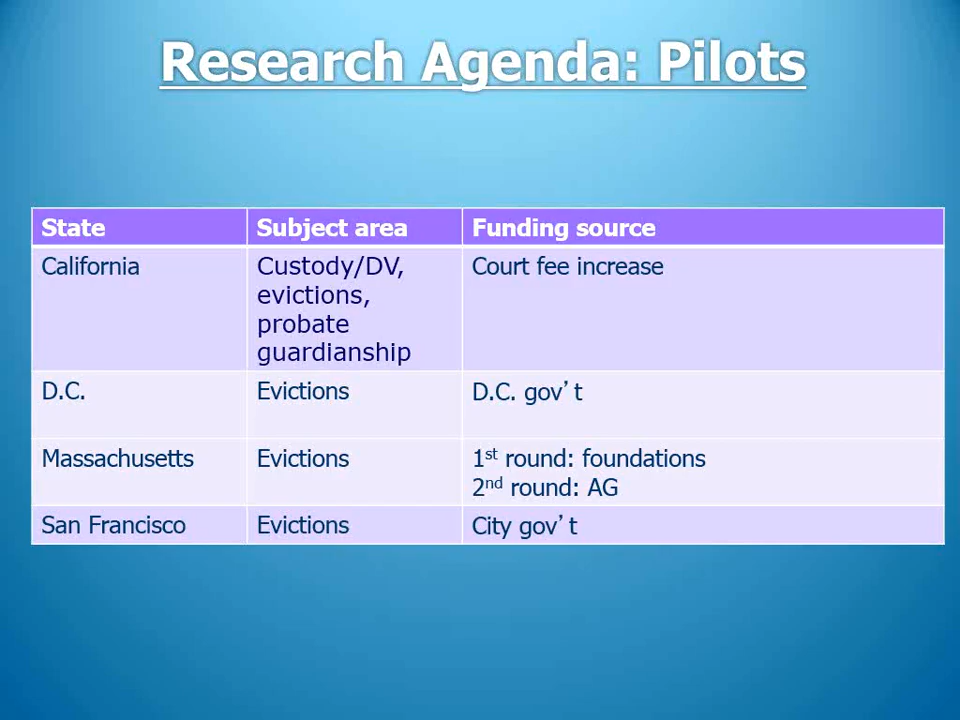 Research Agenda: Pilots
State Subject area Funding source
California Custody/DV, Court fee increase
evictions,
probate
guardianship
D.C. Evictions D.C. gov’t
Massachusetts Evictions 1st round: foundations
2nd round: AG
San Francisco Evictions City gov’t